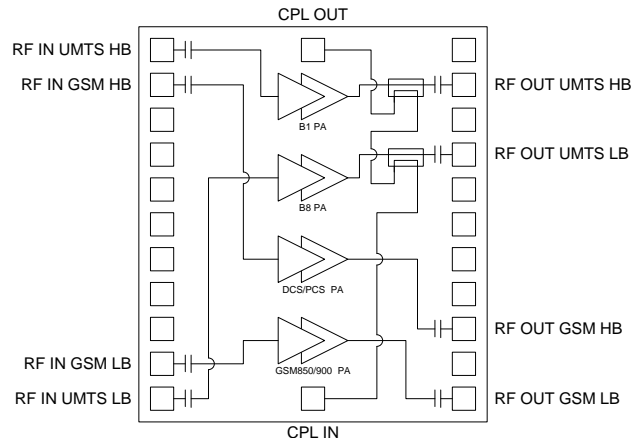 CPL OUT
RF IN UMTS HB
RF IN GSM HB
RF OUT UMTS HB
B1 PA
RF OUT UMTS LB
B8 PA
DCS/PCS PA
RF OUT GSM HB
RF IN GSM LB
GSM850/900 PA
RF IN UMTS LB
RF OUT GSM LB
CPL IN